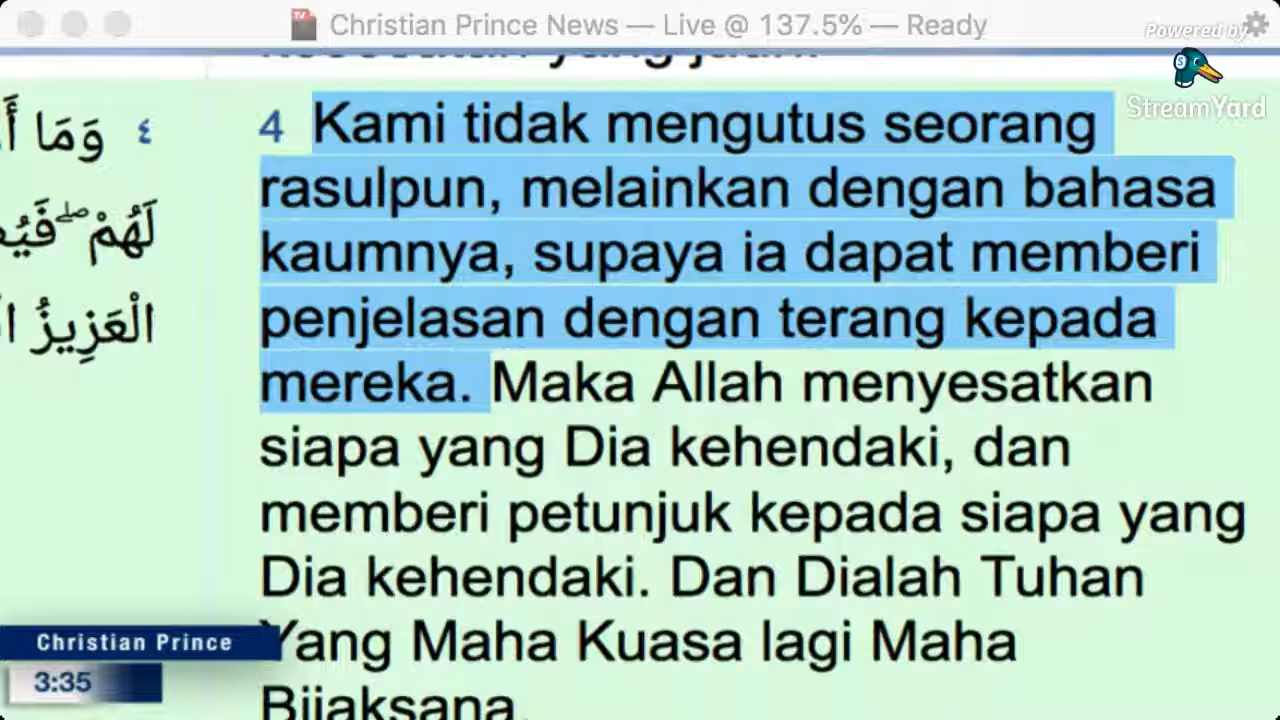 Christian Prince News — Live @ 137.5% — Ready
Powered by
StreamYard
٤ وَمَا
لَهُمْ ۖ
الْعَزِيزُ
4 Kami tidak mengutus seorang
rasulpun, melainkan dengan bahasa
kaumnya, supaya ia dapat memberi
penjelasan dengan terang kepada
mereka. Maka Allah menyesatkan
siapa yang Dia kehendaki, dan
memberi petunjuk kepada siapa yang
Dia kehendaki. Dan Dialah Tuhan
Yang Maha Kuasa lagi Maha
Bijaksana.
Christian Prince
3:35